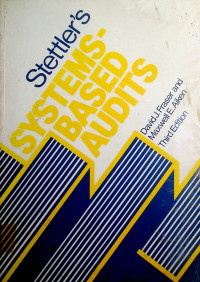 Stettler's
SYSTEMS-
BASED
AUDITS
David J. Fraser and
Maxwell E. Aiken
Third Edition